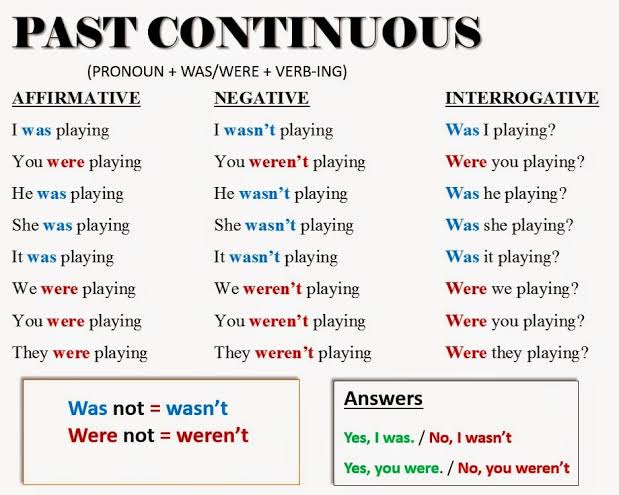 PAST CONTINUOUS
(PRONOUN + WAS/WERE + VERB-ING)
AFFIRMATIVE NEGATIVE INTERROGATIVE
I was playing I wasn't playing Was I playing?
You were playing You weren't playing Were you playing?
He was playing He wasn't playing Was he playing?
She was playing She wasn't playing Was she playing?
It was playing It wasn't playing Was it playing?
We were playing We weren't playing Were we playing?
You were playing You weren't playing Were you playing?
They were playing They weren't playing Were they playing?
Was not = wasn't
Were not = weren't
Answers
Yes, I was. / No, I wasn't
Yes, you were. / No, you weren't